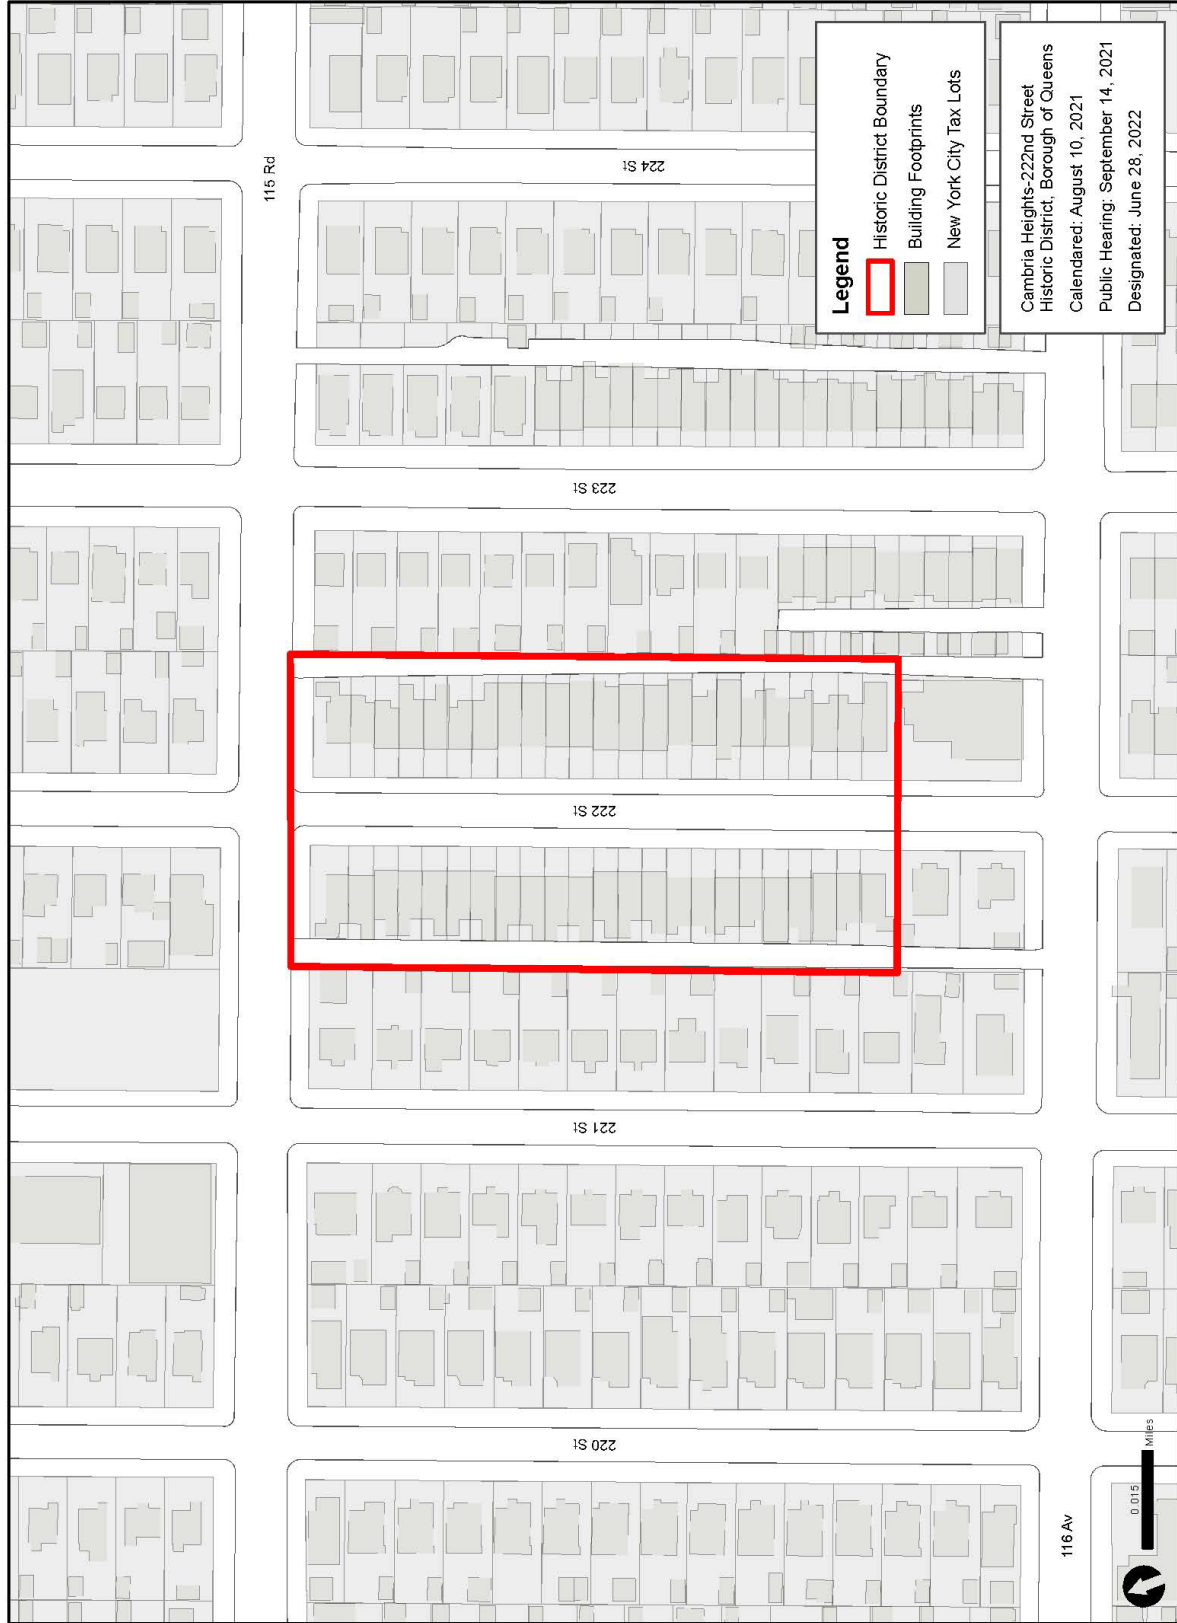 115 Rd
224 St
223 St
222 St
221 St
220 St
116 Av
Legend
Historic District Boundary
Building Footprints
New York City Tax Lots
Cambria Heights-222nd Street
Historic District, Borough of Queens
Calendared: August 10, 2021
Public Hearing: September 14, 2021
Designated: June 28, 2022
0.015
Miles